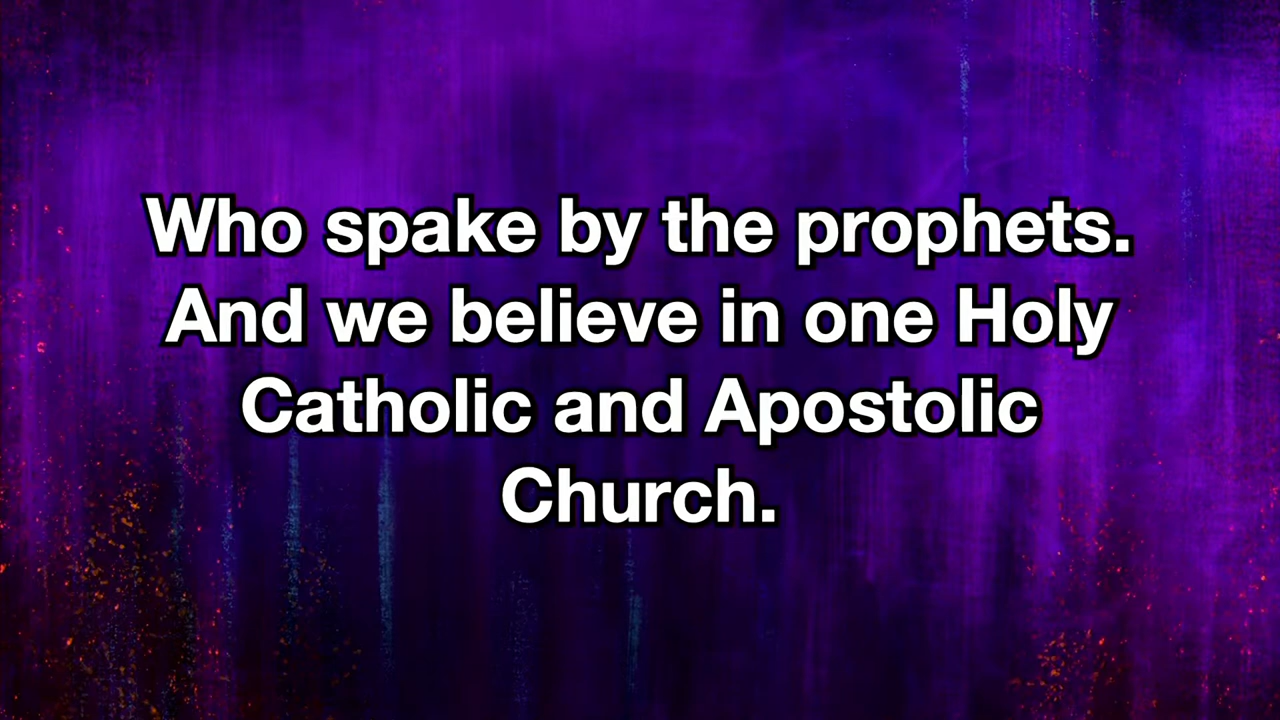 Who spake by the prophets.
And we believe in one Holy
Catholic and Apostolic
Church.